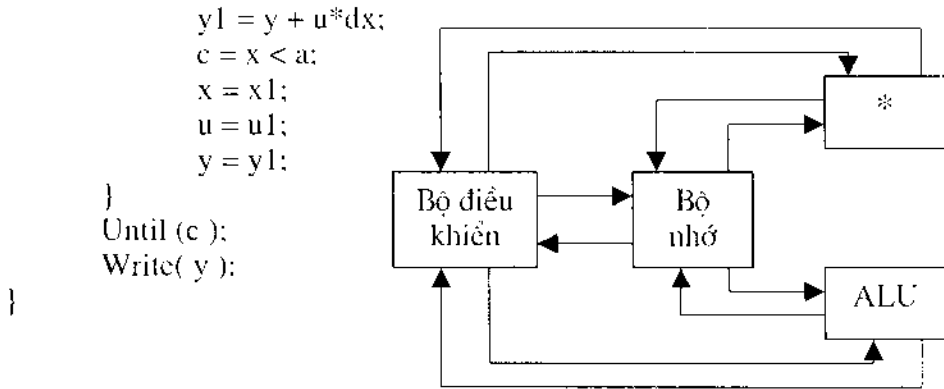 y1 = y + u*dx;
c = x < a;
x = x1;
u = u1;
y = y1;
}
Until (c );
Write( y );
}
*
Bộ điều
khiển
Bộ
nhớ
ALU